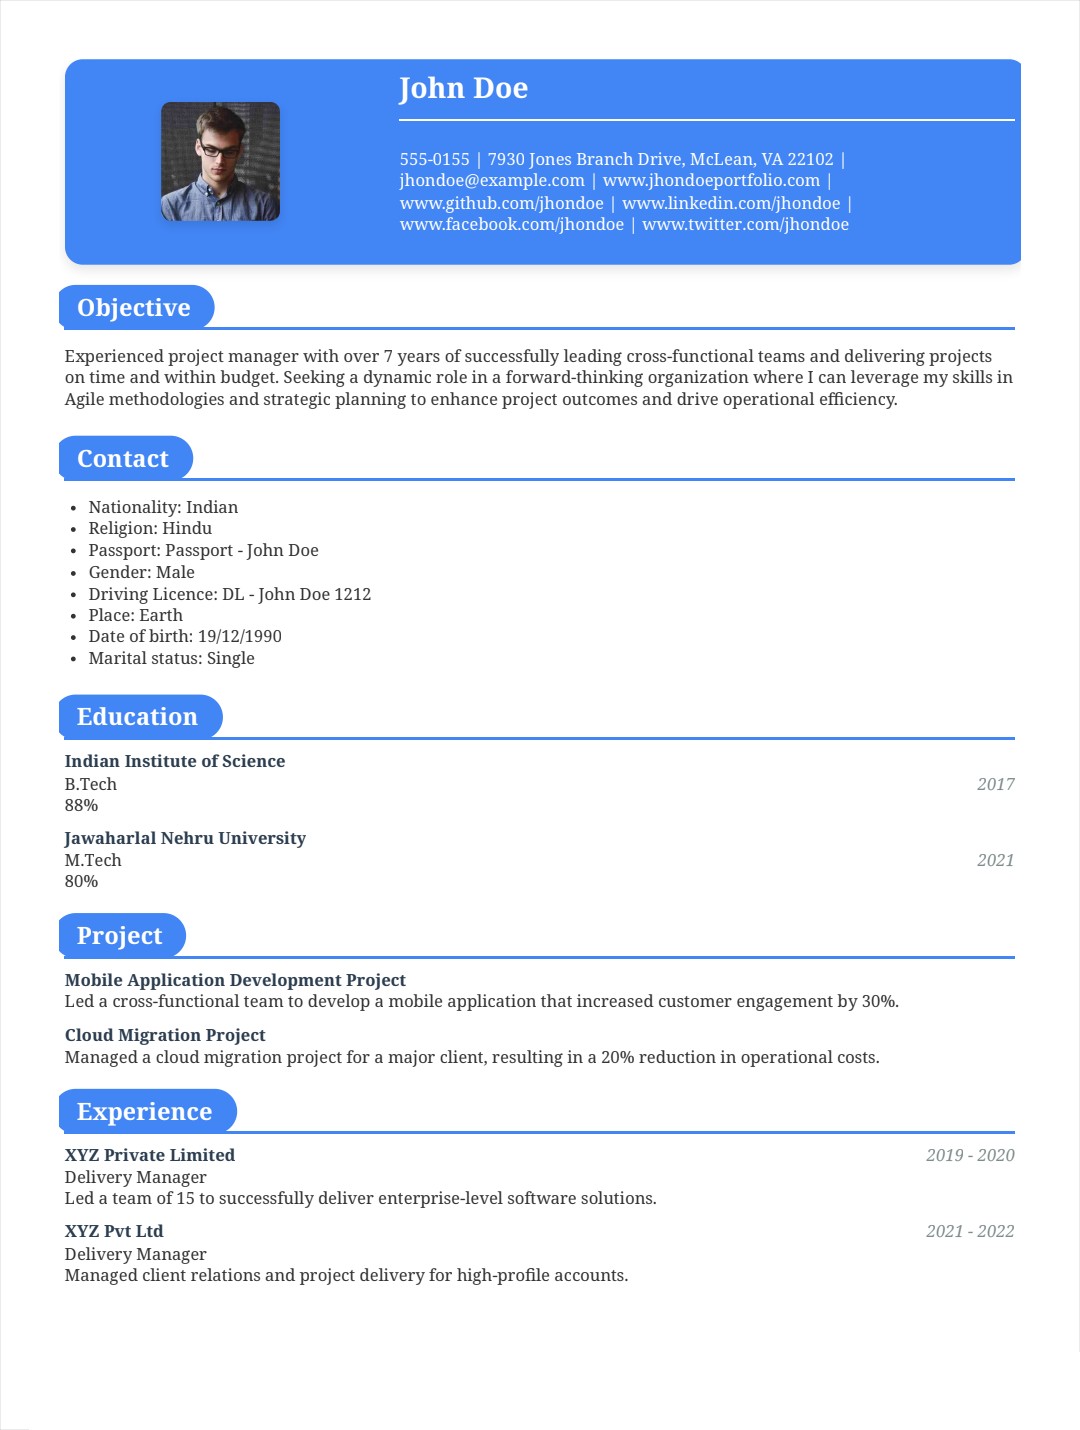 John Doe
555-0155 | 7930 Jones Branch Drive, McLean, VA 22102 |
jhondoe@example.com | www.jhondoeportfolio.com |
www.github.com/jhondoe | www.linkedin.com/jhondoe |
www.facebook.com/jhondoe | www.twitter.com/jhondoe
Objective
Experienced project manager with over 7 years of successfully leading cross-functional teams and delivering projects
on time and within budget. Seeking a dynamic role in a forward-thinking organization where I can leverage my skills in
Agile methodologies and strategic planning to enhance project outcomes and drive operational efficiency.
Contact
• Nationality: Indian
• Religion: Hindu
• Passport: Passport - John Doe
• Gender: Male
• Driving Licence: DL - John Doe 1212
• Place: Earth
• Date of birth: 19/12/1990
• Marital status: Single
Education
Indian Institute of Science
B.Tech 2017
88%
Jawaharlal Nehru University
M.Tech 2021
80%
Project
Mobile Application Development Project
Led a cross-functional team to develop a mobile application that increased customer engagement by 30%.
Cloud Migration Project
Managed a cloud migration project for a major client, resulting in a 20% reduction in operational costs.
Experience
XYZ Private Limited 2019 - 2020
Delivery Manager
Led a team of 15 to successfully deliver enterprise-level software solutions.
XYZ Pvt Ltd 2021 - 2022
Delivery Manager
Managed client relations and project delivery for high-profile accounts.